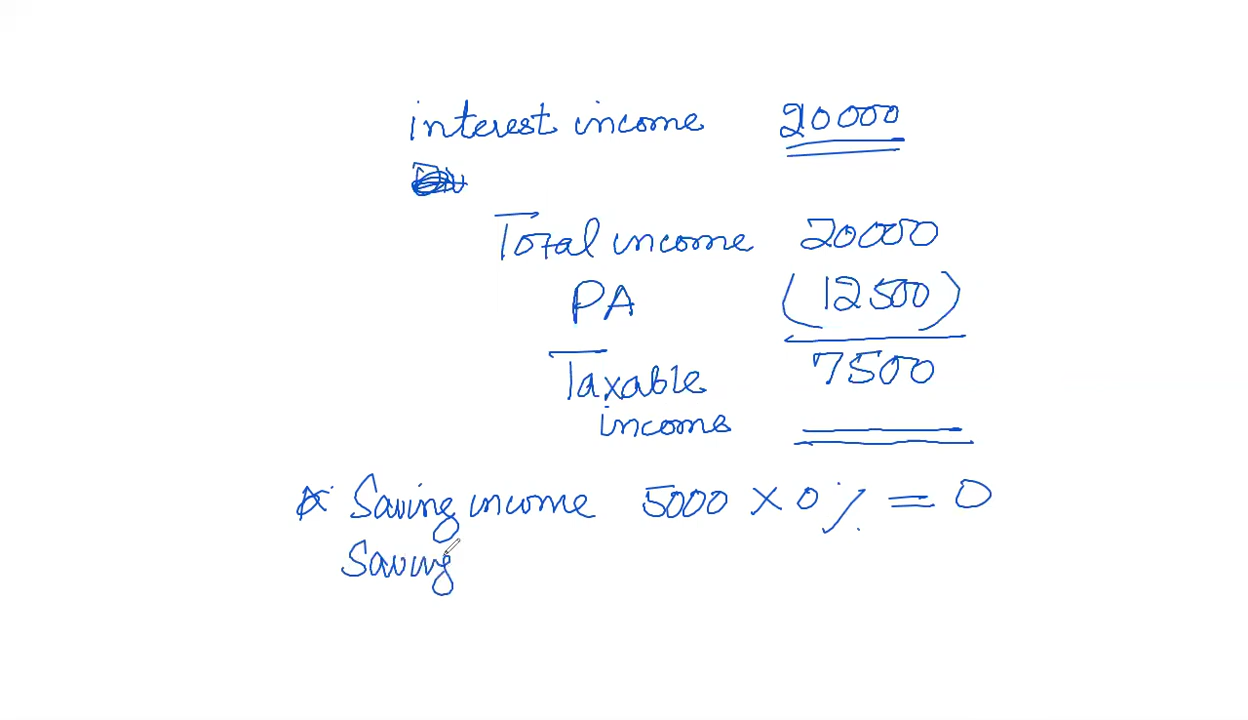 interest income 20000
Total income 20000
PA (12500)
Taxable 7500
income
Saving income 5000 × 0% = 0
Saving